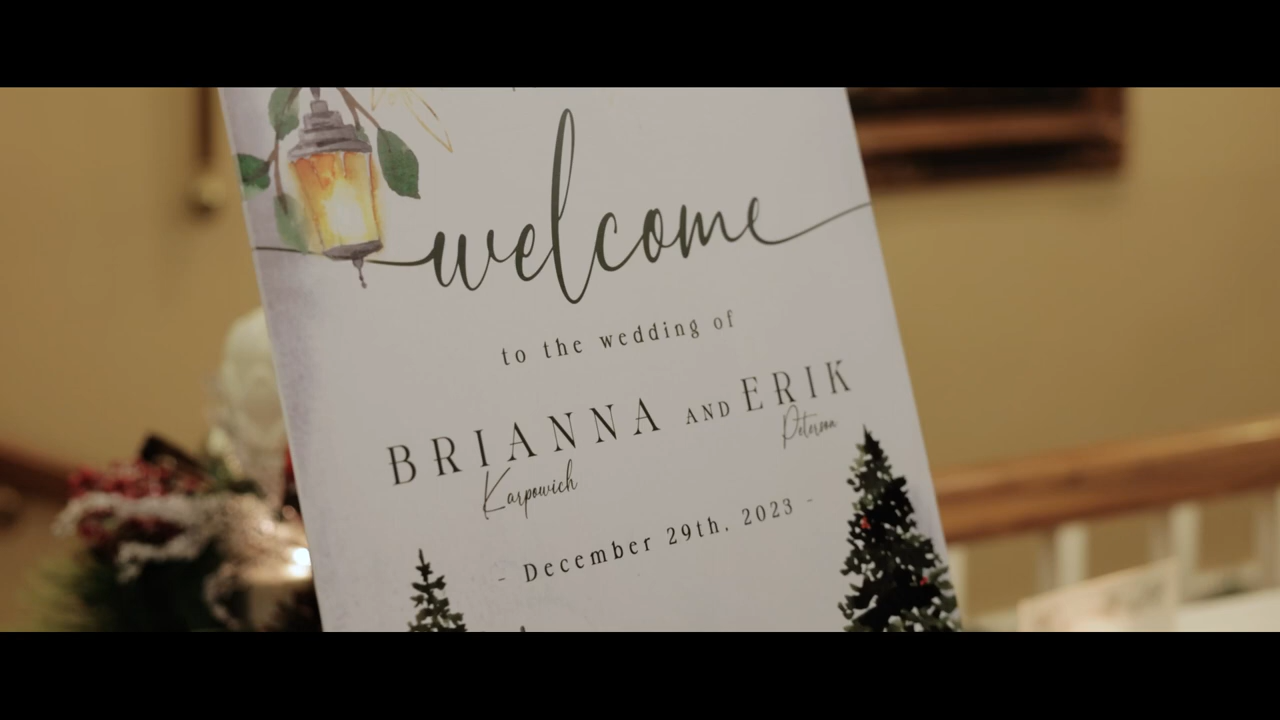 welcome
to the wedding of
BRIANNA AND ERIK
Karpowich Peterson
- December 29th, 2023 -